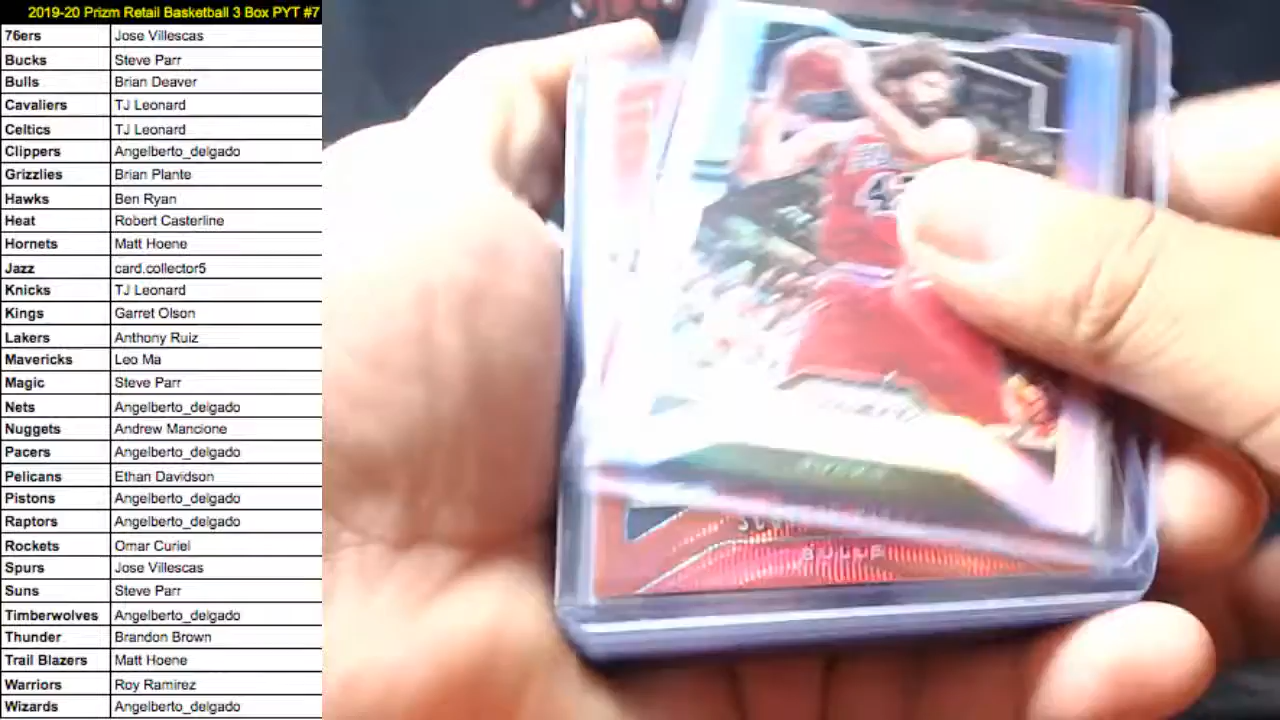 2019-20 Prizm Retail Basketball 3 Box PYT #7
76ers Jose Villescas
Bucks Steve Parr
Bulls Brian Deaver
Cavaliers TJ Leonard
Celtics TJ Leonard
Clippers Angelberto_delgado
Grizzlies Brian Plante
Hawks Ben Ryan
Heat Robert Casterline
Hornets Matt Hoene
Jazz card.collector5
Knicks TJ Leonard
Kings Garret Olson
Lakers Anthony Ruiz
Mavericks Leo Ma
Magic Steve Parr
Nets Angelberto_delgado
Nuggets Andrew Mancione
Pacers Angelberto_delgado
Pelicans Ethan Davidson
Pistons Angelberto_delgado
Raptors Angelberto_delgado
Rockets Omar Curiel
Spurs Jose Villescas
Suns Steve Parr
Timberwolves Angelberto_delgado
Thunder Brandon Brown
Trail Blazers Matt Hoene
Warriors Roy Ramirez
Wizards Angelberto_delgado
BULLS